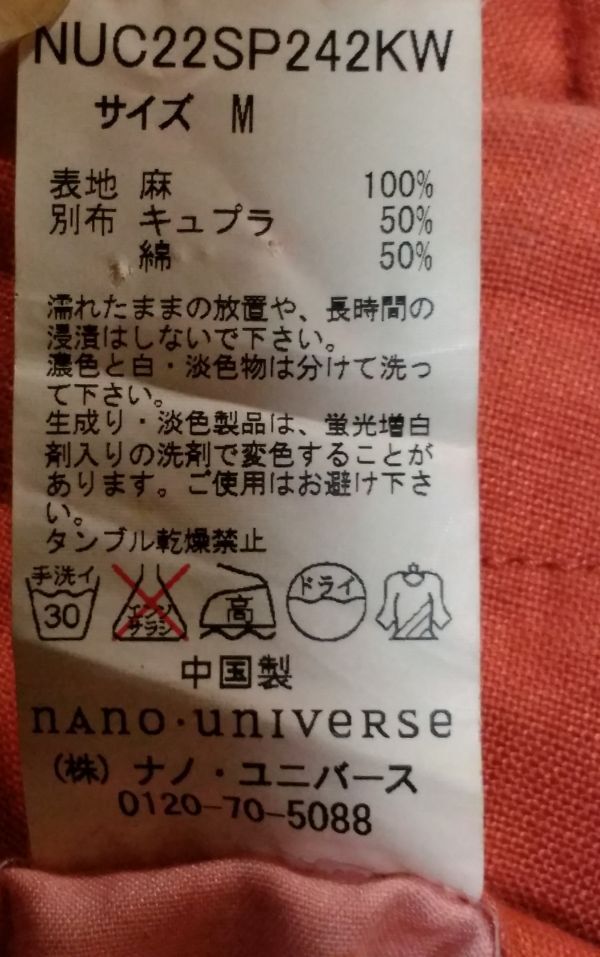 NUC22SP242KW
サイズ M
表地 麻 100%
別布 キュプラ 50%
綿 50%
濡れたままの放置や、長時間の
浸漬はしないで下さい。
濃色と白・淡色物は分けて洗っ
て下さい。
生成り・淡色製品は、蛍光増白
剤入りの洗剤で変色することが
あります。ご使用はお避け下さ
い。
タンブル乾燥禁止
手洗イ 30 エンソ サラシ 高 ドライ
中国製
nano・universe
(株) ナノ・ユニバース
0120-70-5088